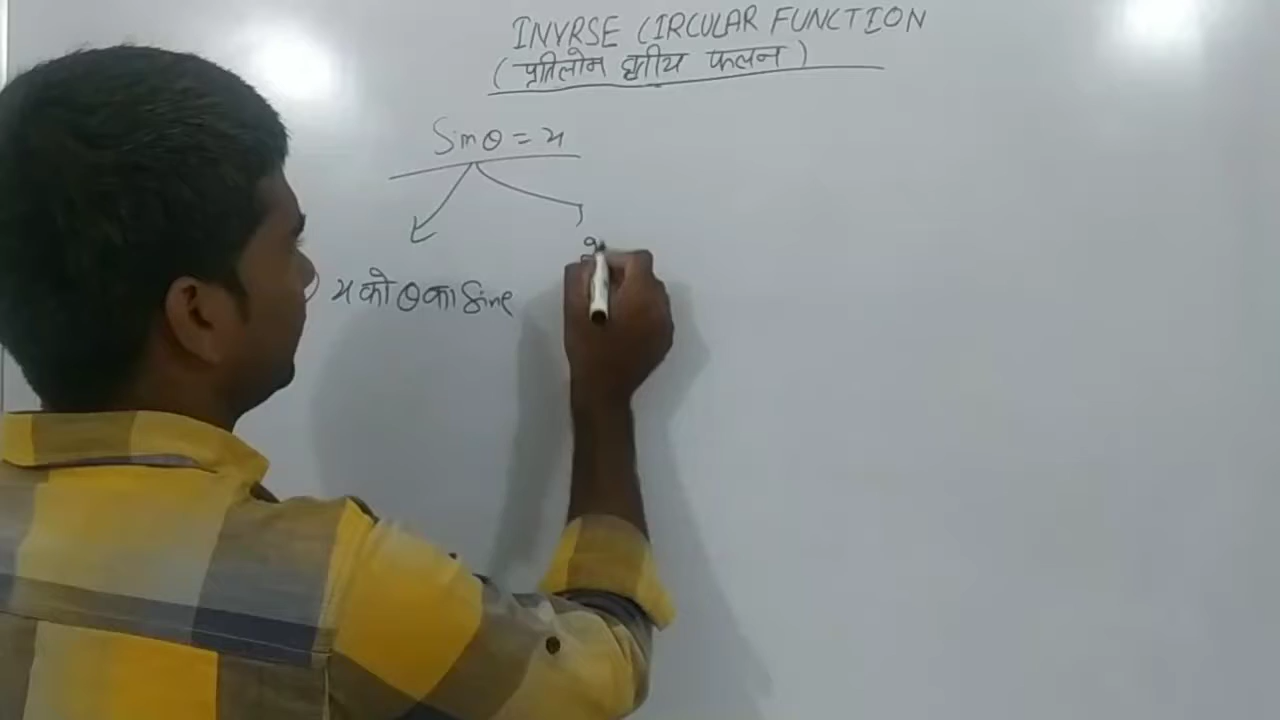 INVRSE CIRCULAR FUNCTION
(प्रतिलोम वृतीय फलन)
Sinθ = x
x को θ का Sine